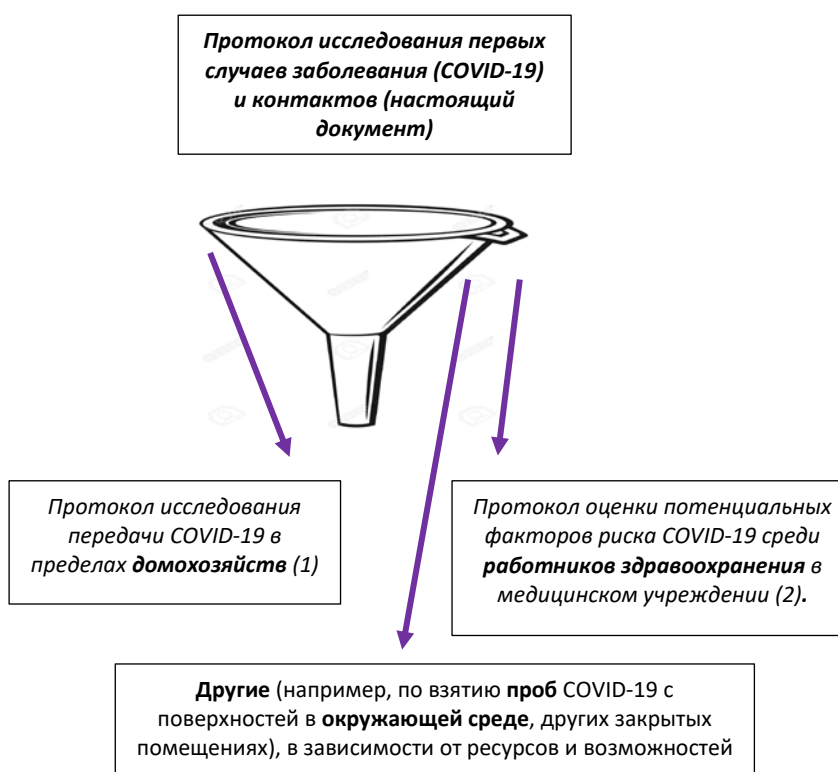 Протокол исследования первых
случаев заболевания (COVID-19)
и контактов (настоящий
документ)
Протокол исследования
передачи COVID-19 в
пределах домохозяйств (1)
Протокол оценки потенциальных
факторов риска COVID-19 среди
работников здравоохранения в
медицинском учреждении (2).
Другие (например, по взятию проб COVID-19 с
поверхностей в окружающей среде, других закрытых
помещениях), в зависимости от ресурсов и возможностей